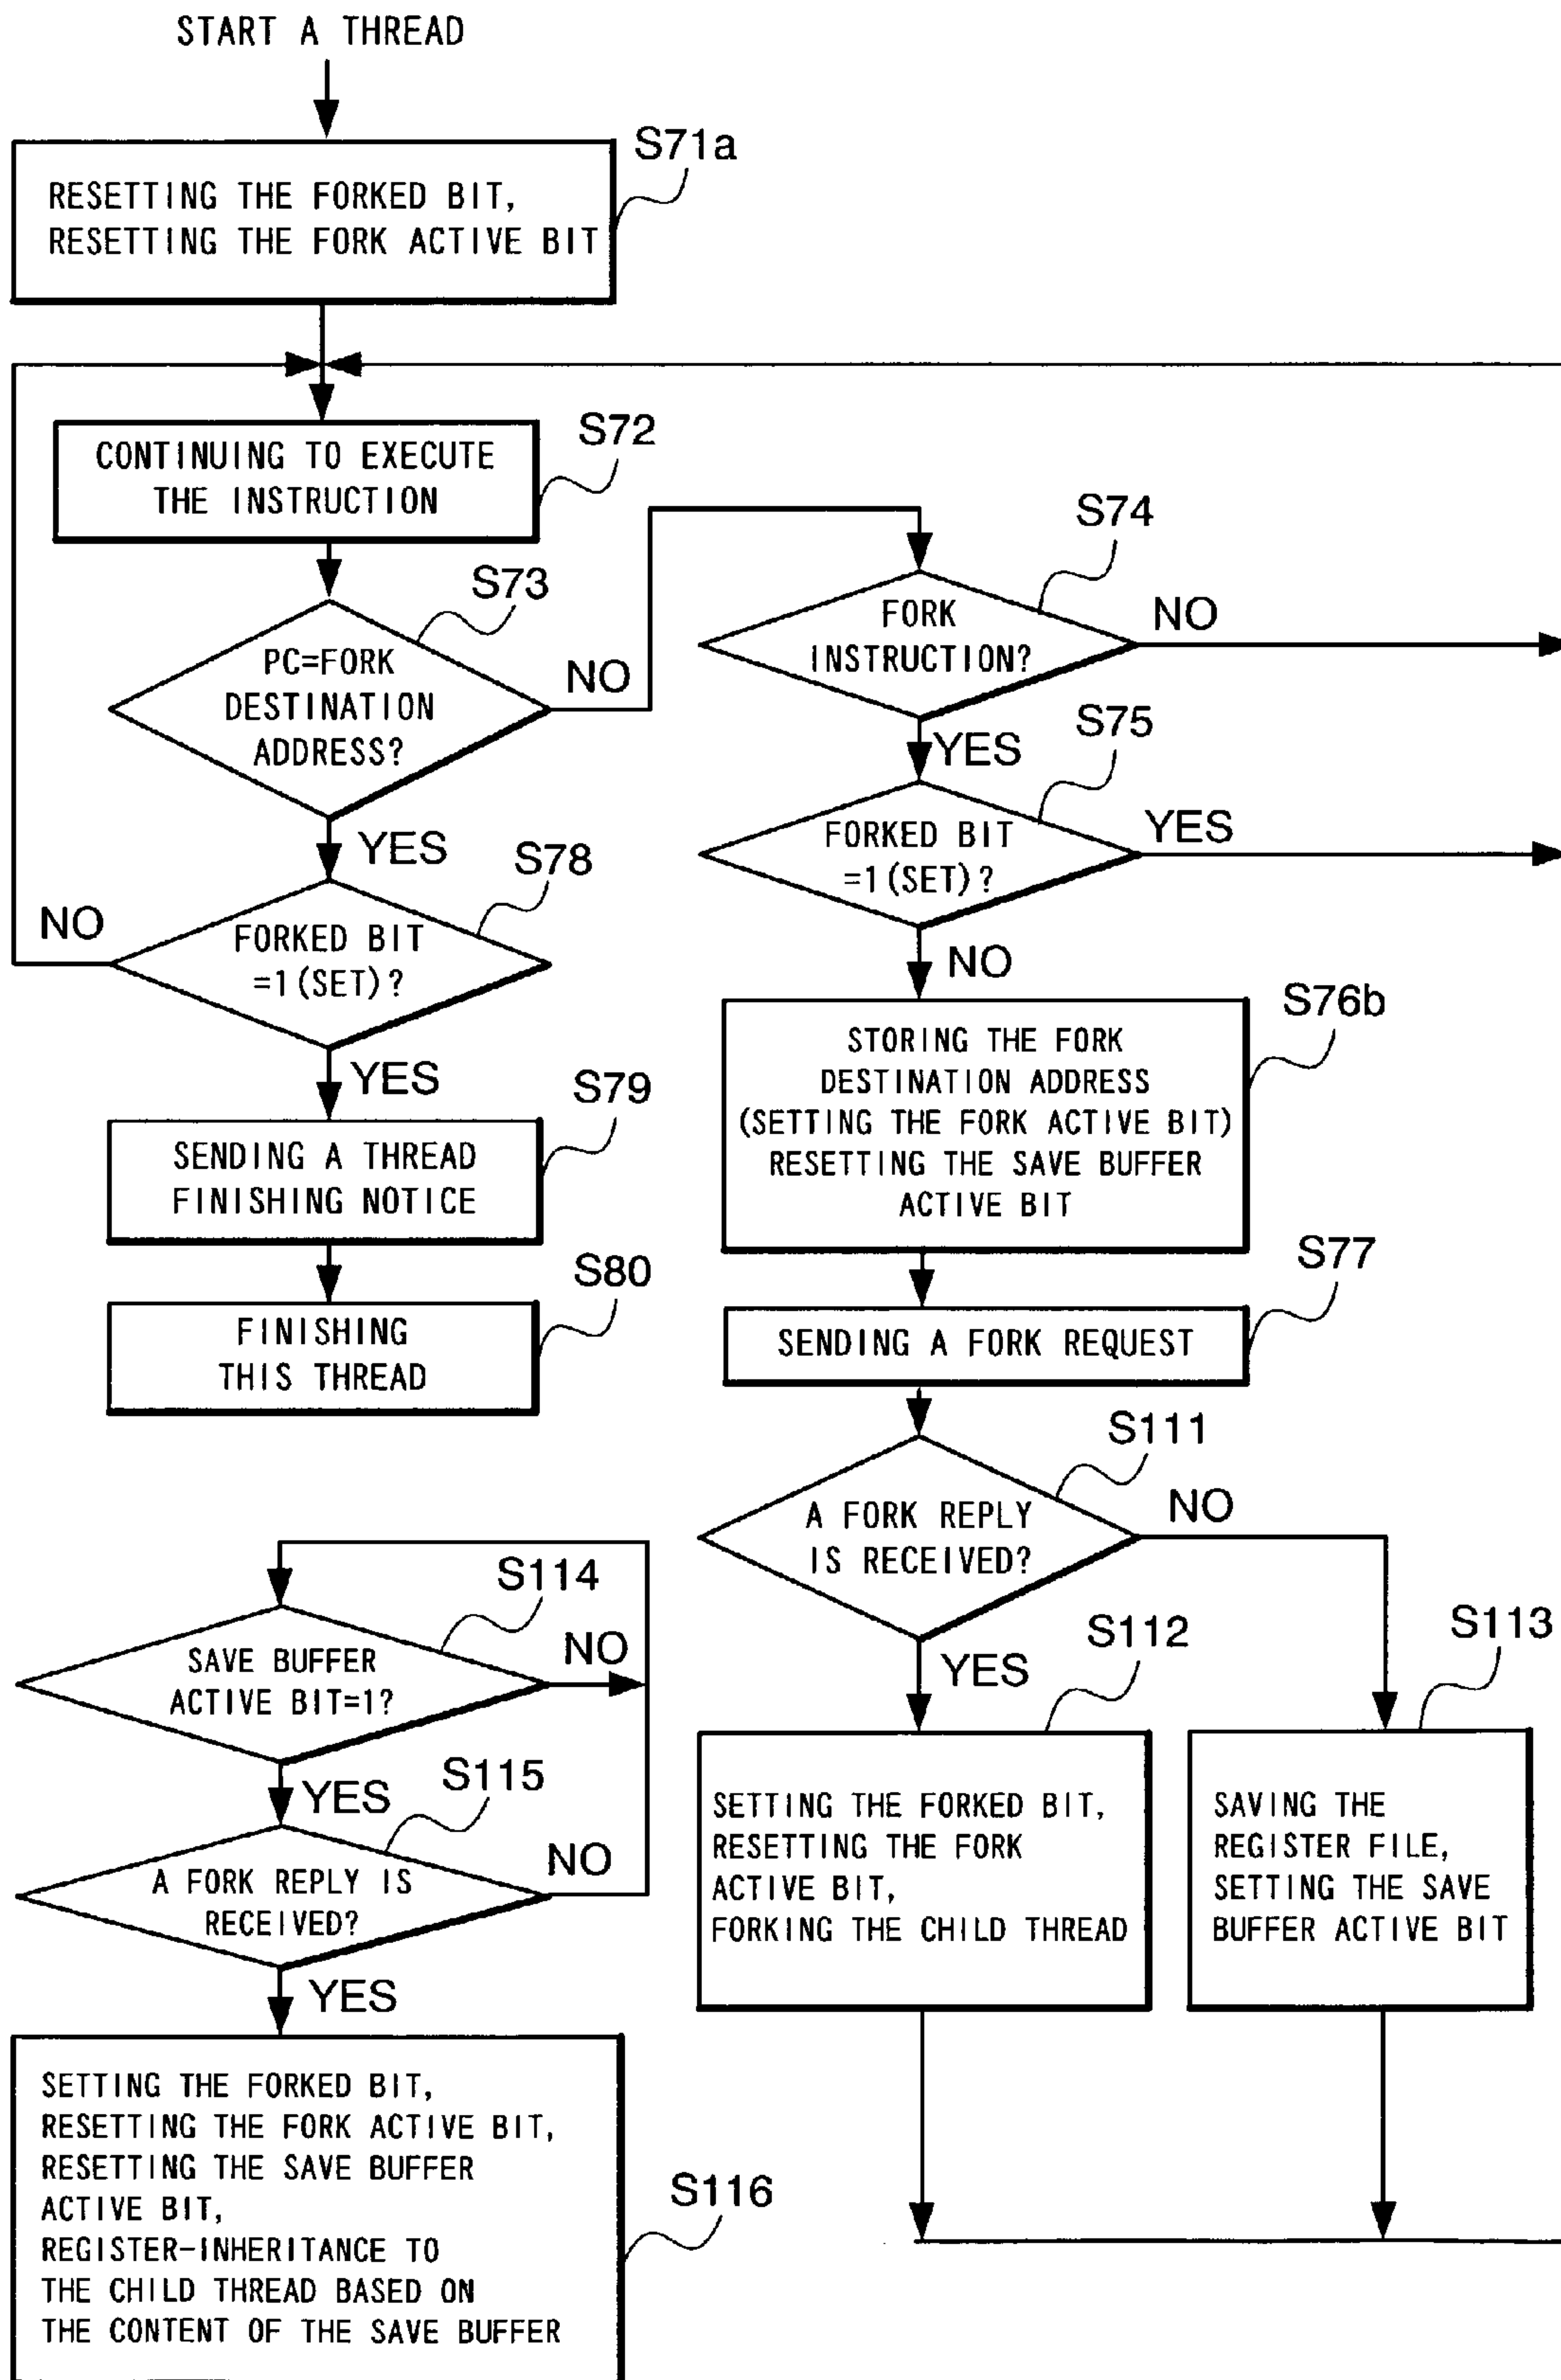 START A THREAD
S71a
RESETTING THE FORKED BIT,
RESETTING THE FORK ACTIVE BIT
S72
CONTINUING TO EXECUTE
THE INSTRUCTION
S73
PC=FORK
DESTINATION
ADDRESS?
NO
YES
S74
FORK
INSTRUCTION?
NO
YES
S75
FORKED BIT
=1(SET)?
YES
NO
S78
FORKED BIT
=1(SET)?
NO
YES
S79
SENDING A THREAD
FINISHING NOTICE
S80
FINISHING
THIS THREAD
S76b
STORING THE FORK
DESTINATION ADDRESS
(SETTING THE FORK ACTIVE BIT)
RESETTING THE SAVE BUFFER
ACTIVE BIT
S77
SENDING A FORK REQUEST
S111
A FORK REPLY
IS RECEIVED?
NO
YES
S112
SETTING THE FORKED BIT,
RESETTING THE FORK
ACTIVE BIT,
FORKING THE CHILD THREAD
S113
SAVING THE
REGISTER FILE,
SETTING THE SAVE
BUFFER ACTIVE BIT
S114
SAVE BUFFER
ACTIVE BIT=1?
NO
YES
S115
A FORK REPLY IS
RECEIVED?
NO
YES
S116
SETTING THE FORKED BIT,
RESETTING THE FORK ACTIVE BIT,
RESETTING THE SAVE BUFFER
ACTIVE BIT,
REGISTER-INHERITANCE TO
THE CHILD THREAD BASED ON
THE CONTENT OF THE SAVE BUFFER